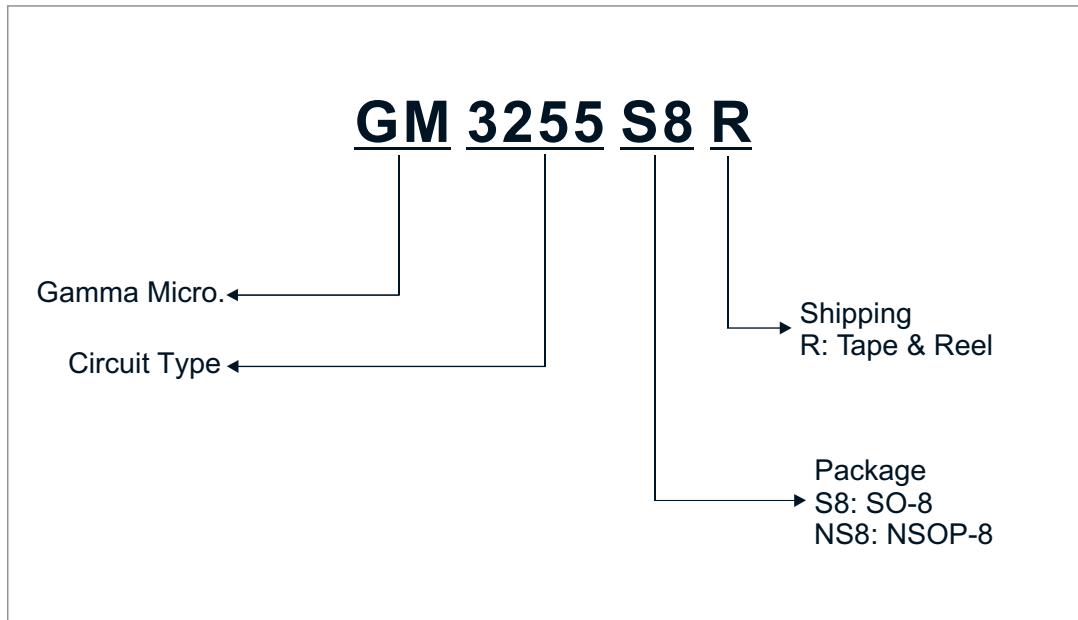 GM 3255 S8 R
Gamma Micro.
Circuit Type
Shipping
R: Tape & Reel
Package
S8: SO-8
NS8: NSOP-8